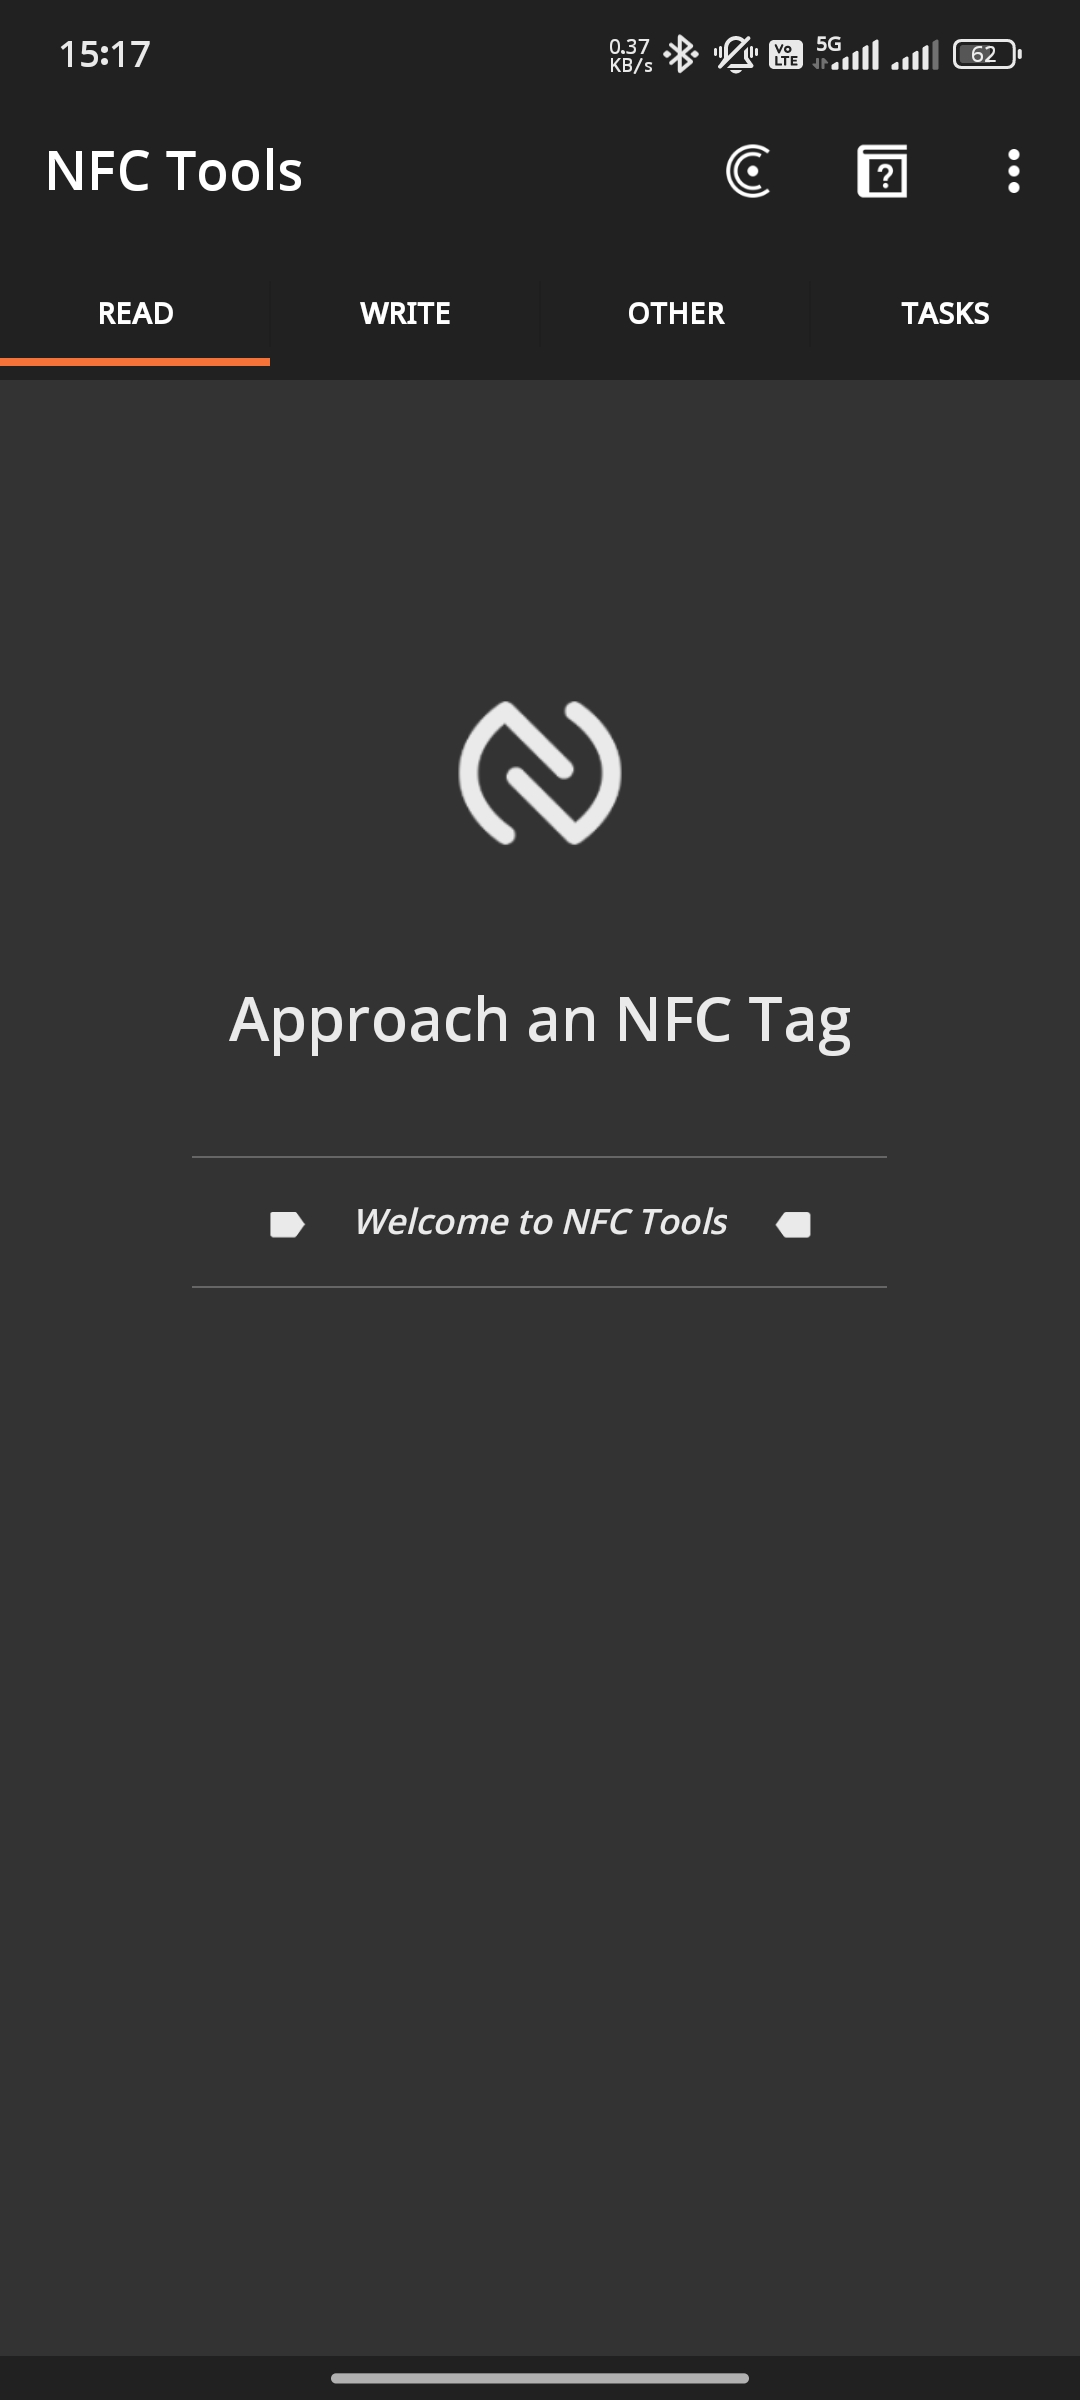 15:17
0.37
KB/s
Vo
LTE
5G
62
NFC Tools
?
READ
WRITE
OTHER
TASKS
Approach an NFC Tag
Welcome to NFC Tools